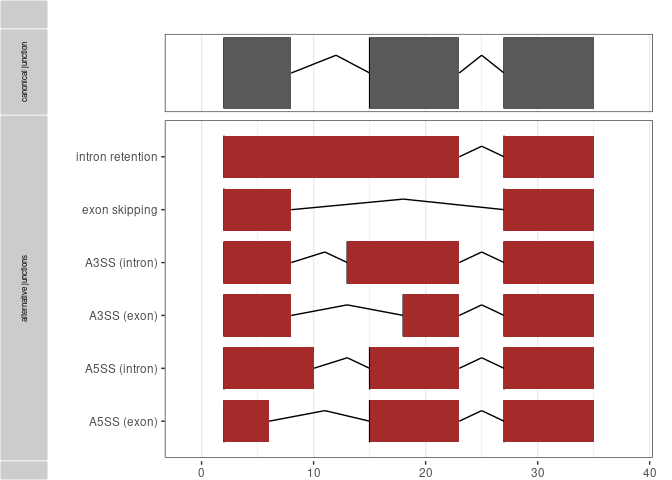 canonical junction
alternative junctions
intron retention
exon skipping
A3SS (intron)
A3SS (exon)
A5SS (intron)
A5SS (exon)
0 10 20 30 40